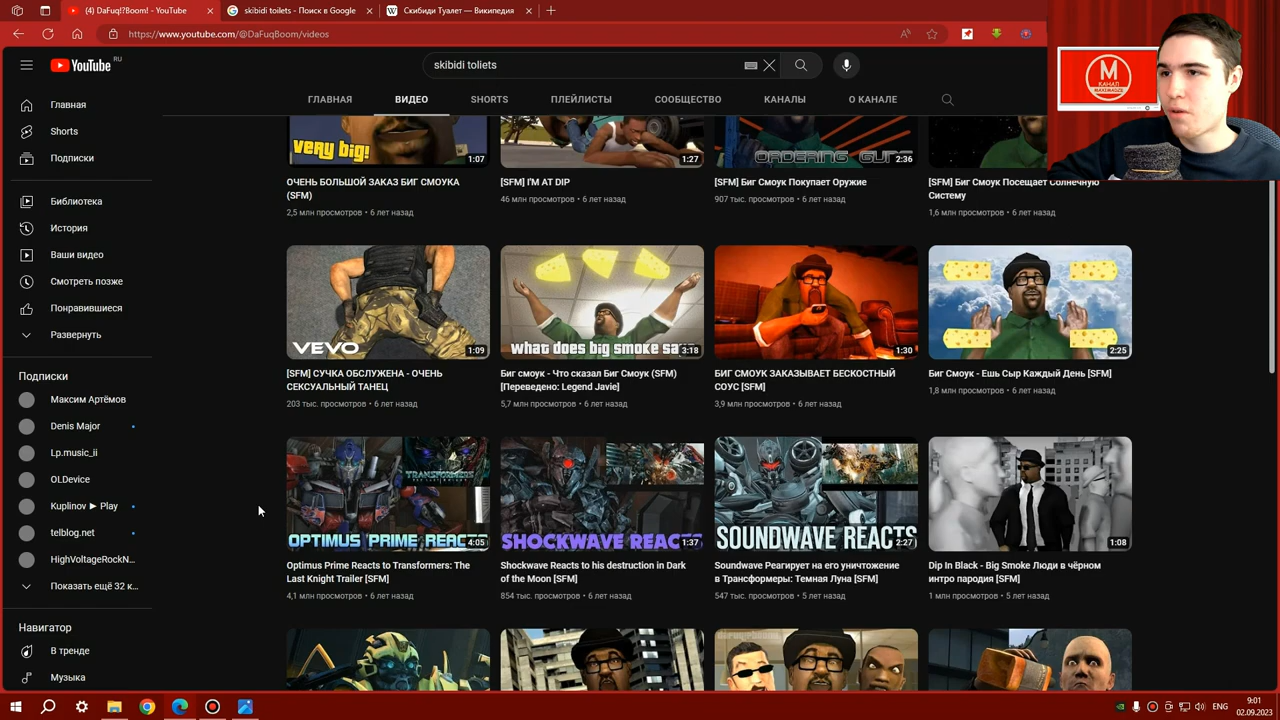 (4) DaFuq!?Boom! - YouTube
skibidi toilets - Поиск в Google
Скибиди Туалет — Википедия
https://www.youtube.com/@DaFuqBoom/videos
YouTube RU
skibidi toliets
ГЛАВНАЯ
ВИДЕО
SHORTS
ПЛЕЙЛИСТЫ
СООБЩЕСТВО
КАНАЛЫ
О КАНАЛЕ
M
КАНАЛ
Главная
Shorts
Подписки
Библиотека
История
Ваши видео
Смотреть позже
Понравившиеся
Развернуть
Подписки
Максим Артёмов
Denis Major
Lp.music_ii
OLDevice
Kuplinov ► Play
telblog.net
HighVoltageRockN...
Показать ещё 32 к...
Навигатор
В тренде
Музыка
very big!
1:07
1:27
ORDERING GUNS
2:36
ОЧЕНЬ БОЛЬШОЙ ЗАКАЗ БИГ СМОУКА
(SFM)
2,5 млн просмотров • 6 лет назад
[SFM] I'M AT DIP
46 млн просмотров • 6 лет назад
[SFM] Биг Смоук Покупает Оружие
907 тыс. просмотров • 6 лет назад
[SFM] Биг Смоук Посещает Солнечную
Систему
1,6 млн просмотров • 6 лет назад
VEVO
1:09
what does big smoke sa
3:18
1:30
2:25
[SFM] СУЧКА ОБСЛУЖЕНА - ОЧЕНЬ
СЕКСУАЛЬНЫЙ ТАНЕЦ
203 тыс. просмотров • 6 лет назад
Биг смоук - Что сказал Биг Смоук (SFM)
[Переведено: Legend Javie]
5,7 млн просмотров • 6 лет назад
БИГ СМОУК ЗАКАЗЫВАЕТ БЕСКОСТНЫЙ
СОУС [SFM]
3,9 млн просмотров • 6 лет назад
Биг Смоук - Ешь Сыр Каждый День [SFM]
1,8 млн просмотров • 6 лет назад
TRANSFORMERS
OPTIMUS PRIME REACTS
4:05
SHOCKWAVE REACTS
1:37
SOUNDWAVE REACTS
2:27
1:08
Optimus Prime Reacts to Transformers: The
Last Knight Trailer [SFM]
4,1 млн просмотров • 6 лет назад
Shockwave Reacts to his destruction in Dark
of the Moon [SFM]
854 тыс. просмотров • 6 лет назад
Soundwave Реагирует на его уничтожение
в Трансформеры: Темная Луна [SFM]
547 тыс. просмотров • 5 лет назад
Dip In Black - Big Smoke Люди в чёрном
интро пародия [SFM]
1 млн просмотров • 5 лет назад
ENG
9:01
02.09.2023